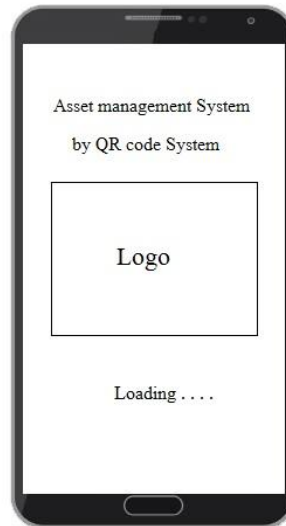 Asset management System
by QR code System
Logo
Loading . . . .